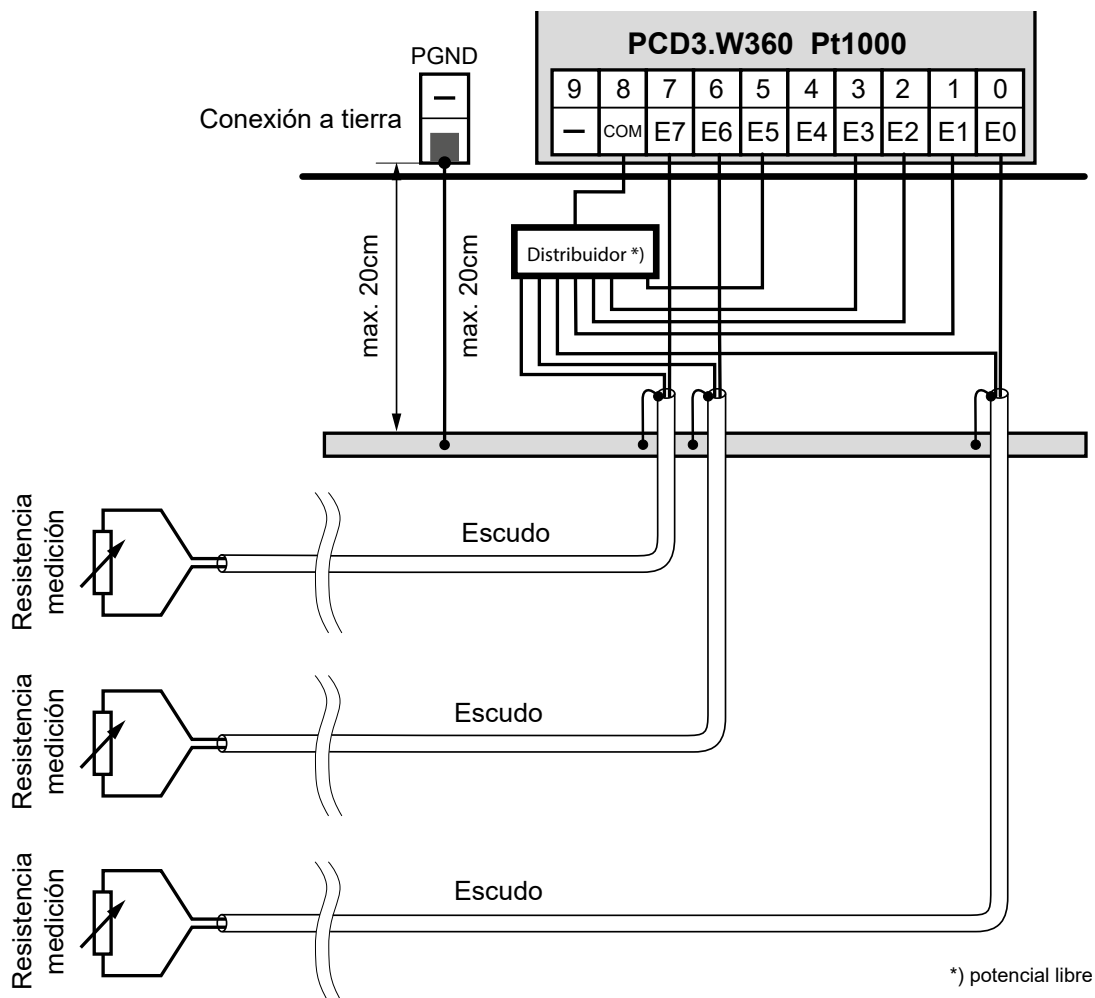 PCD3.W360 Pt1000
PGND
–
Conexión a tierra
9 8 7 6 5 4 3 2 1 0
– COM E7 E6 E5 E4 E3 E2 E1 E0
max. 20cm
max. 20cm
Distribuidor *)
Resistencia
medición
Escudo
Resistencia
medición
Escudo
Resistencia
medición
Escudo
*) potencial libre